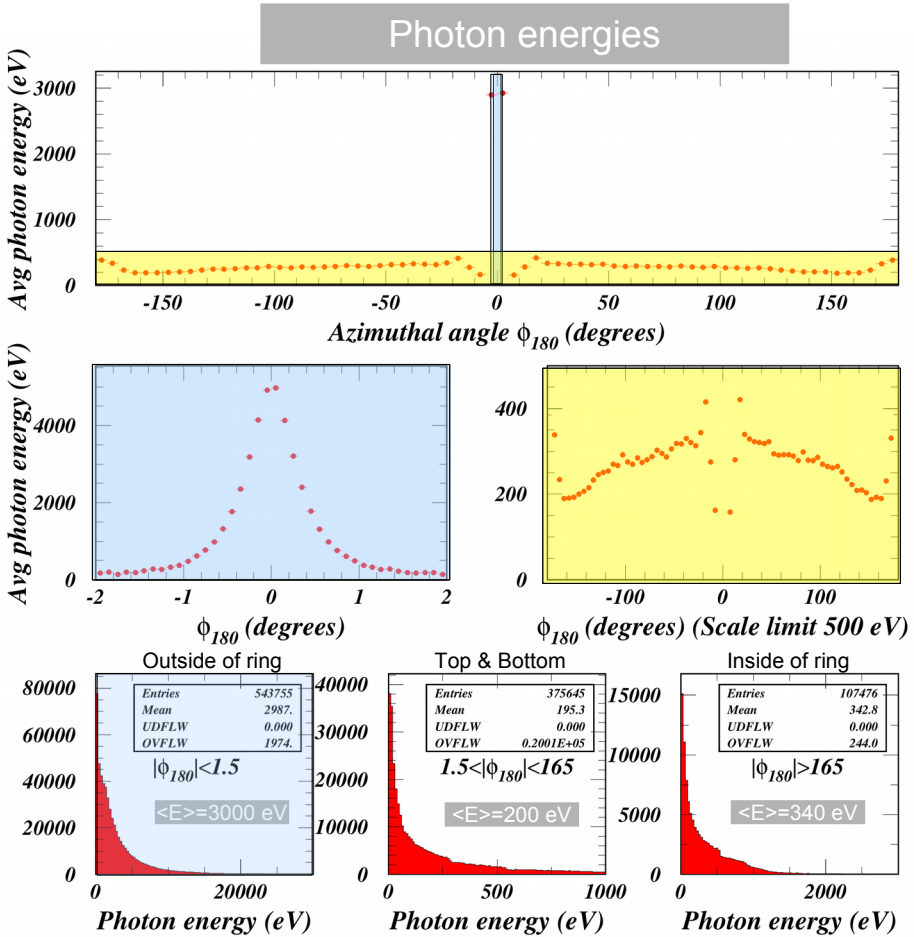 Photon energies
Avg photon energy (eV)
3000
2000
1000
0
-150 -100 -50 0 50 100 150
Azimuthal angle ϕ180 (degrees)
Avg photon energy (eV)
4000
2000
0
-2 -1 0 1 2
ϕ180 (degrees)
400
200
0
-100 0 100
ϕ180 (degrees) (Scale limit 500 eV)
Outside of ring
80000
60000
40000
20000
0
Entries 543755
Mean 2987.
UDFLW 0.000
OVFLW 1974.
|ϕ180|<1.5
<E>=3000 eV
0 20000
Photon energy (eV)
Top & Bottom
40000
30000
20000
10000
0
Entries 375645
Mean 195.3
UDFLW 0.000
OVFLW 0.2001E+05
1.5<|ϕ180|<165
<E>=200 eV
0 500 1000
Photon energy (eV)
Inside of ring
15000
10000
5000
0
Entries 107476
Mean 342.8
UDFLW 0.000
OVFLW 244.0
|ϕ180|>165
<E>=340 eV
0 2000
Photon energy (eV)